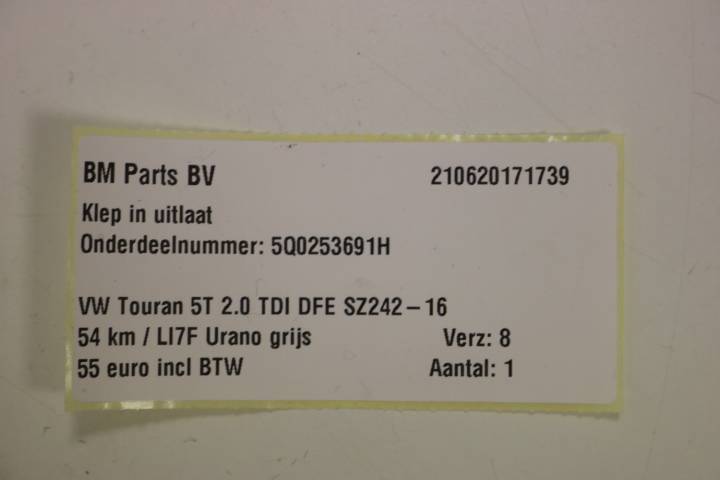 BM Parts BV 210620171739
Klep in uitlaat
Onderdeelnummer: 5Q0253691H
VW Touran 5T 2.0 TDI DFE SZ242-16
54 km / LI7F Urano grijs Verz: 8
55 euro incl BTW Aantal: 1